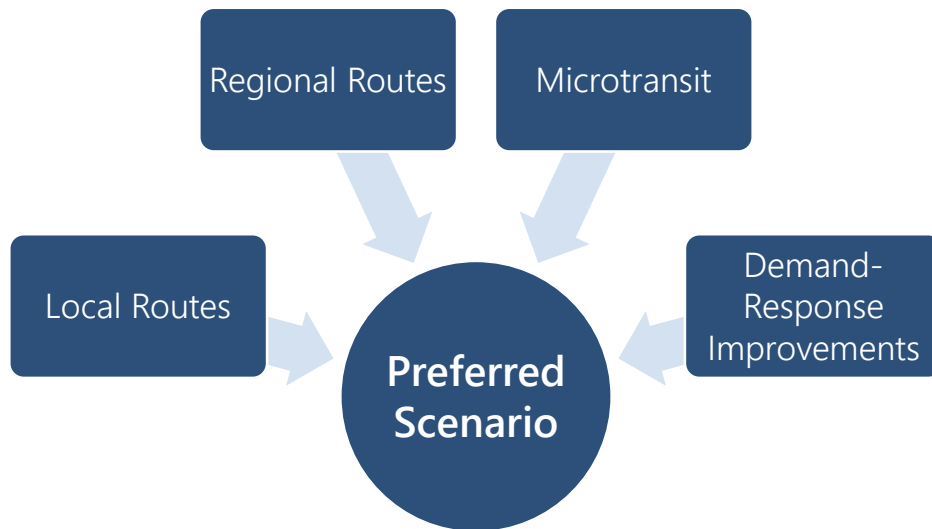 Regional Routes
Microtransit
Local Routes
Demand-
Response
Improvements
Preferred
Scenario